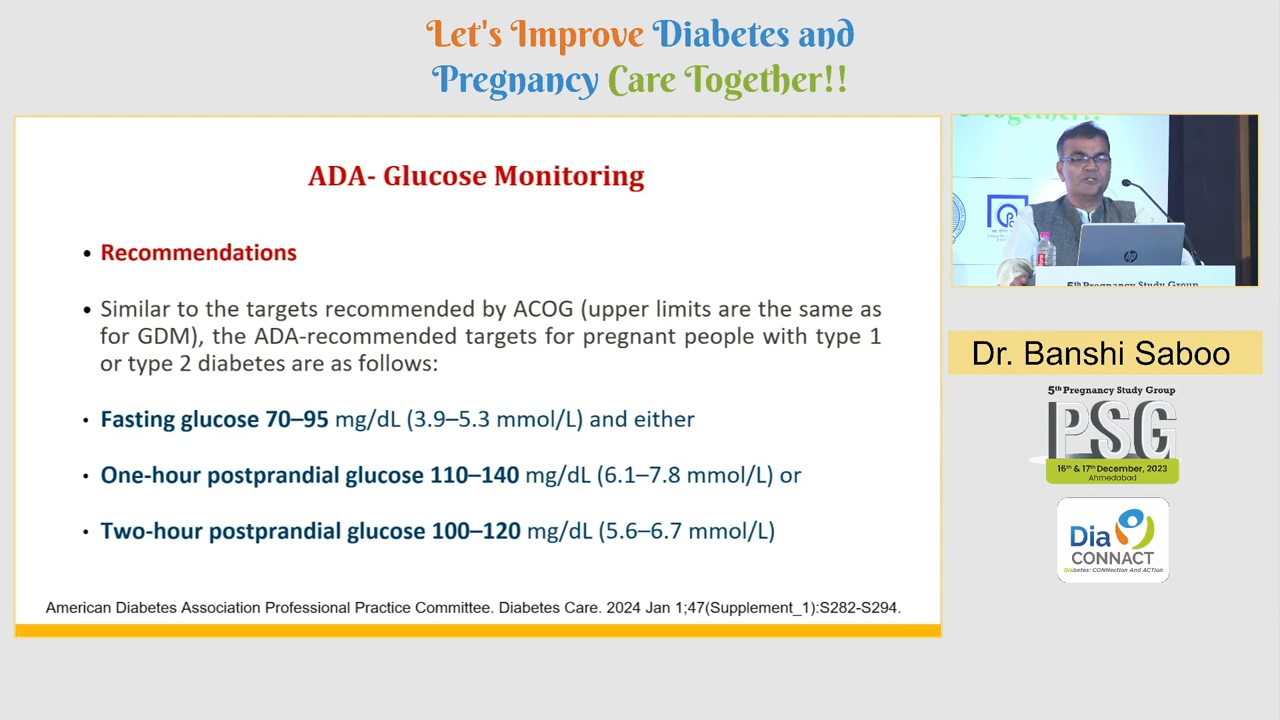 Let's Improve Diabetes and
Pregnancy Care Together!!
ADA- Glucose Monitoring
• Recommendations
• Similar to the targets recommended by ACOG (upper limits are the same as
for GDM), the ADA-recommended targets for pregnant people with type 1
or type 2 diabetes are as follows:
• Fasting glucose 70–95 mg/dL (3.9–5.3 mmol/L) and either
• One-hour postprandial glucose 110–140 mg/dL (6.1–7.8 mmol/L) or
• Two-hour postprandial glucose 100–120 mg/dL (5.6–6.7 mmol/L)
American Diabetes Association Professional Practice Committee. Diabetes Care. 2024 Jan 1;47(Supplement_1):S282-S294.
hp
5th Pregnancy Study Group
Dr. Banshi Saboo
5th Pregnancy Study Group
PSG
16th & 17th December, 2023
Ahmedabad
Dia
CONNACT
Diabetes: CONNection And ACTion